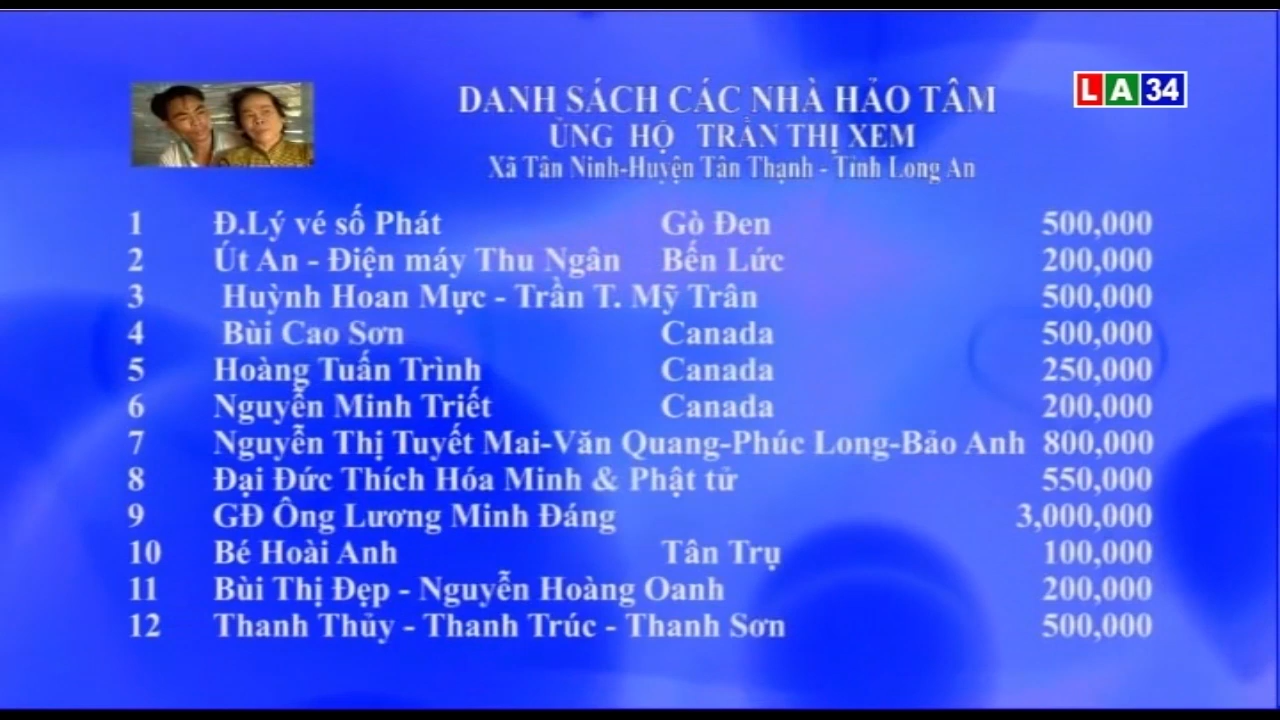 DANH SÁCH CÁC NHÀ HẢO TÂM
LA34
ỦNG HỘ TRẦN THỊ XEM
Xã Tân Ninh-Huyện Tân Thạnh - Tỉnh Long An
1 Đ.Lý vé số Phát Gò Đen 500,000
2 Út An - Điện máy Thu Ngân Bến Lức 200,000
3 Huỳnh Hoan Mực - Trần T. Mỹ Trân 500,000
4 Bùi Cao Sơn Canada 500,000
5 Hoàng Tuấn Trình Canada 250,000
6 Nguyễn Minh Triết Canada 200,000
7 Nguyễn Thị Tuyết Mai-Văn Quang-Phúc Long-Bảo Anh 800,000
8 Đại Đức Thích Hóa Minh & Phật tử 550,000
9 GĐ Ông Lương Minh Đáng 3,000,000
10 Bé Hoài Anh Tân Trụ 100,000
11 Bùi Thị Đẹp - Nguyễn Hoàng Oanh 200,000
12 Thanh Thủy - Thanh Trúc - Thanh Sơn 500,000